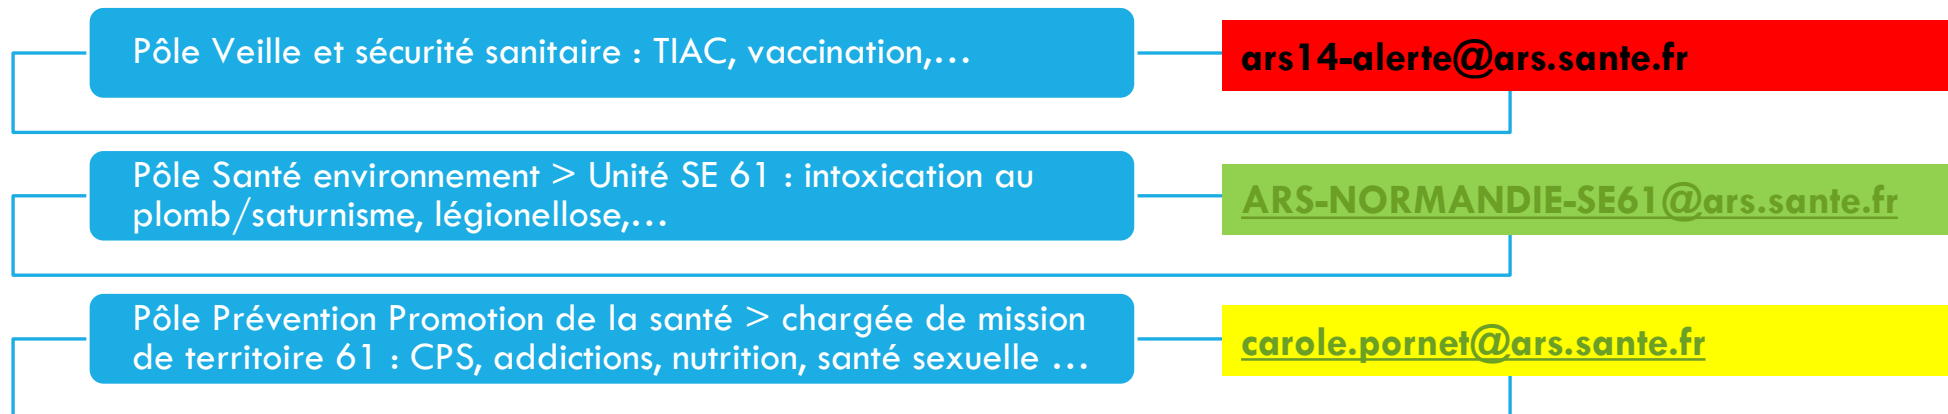 Pôle Veille et sécurité sanitaire : TIAC, vaccination,…
ars14-alerte@ars.sante.fr
Pôle Santé environnement > Unité SE 61 : intoxication au
plomb/saturnisme, légionellose,…
ARS-NORMANDIE-SE61@ars.sante.fr
Pôle Prévention Promotion de la santé > chargée de mission
de territoire 61 : CPS, addictions, nutrition, santé sexuelle …
carole.pornet@ars.sante.fr